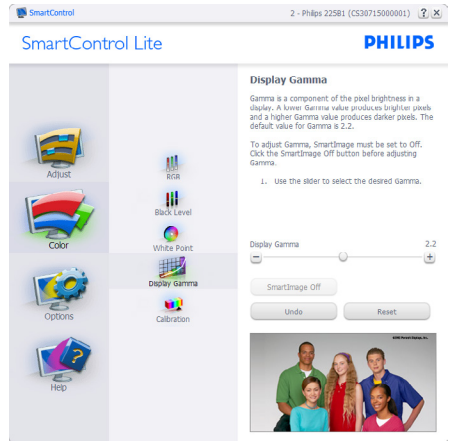 SmartControl
2 - Philips 225B1 (CS30715000001)
SmartControl Lite
PHILIPS
Adjust
Color
Options
Help
RGB
Black Level
White Point
Display Gamma
Calibration
Display Gamma
Gamma is a component of the pixel brightness in a
display. A lower Gamma value produces brighter pixels
and a higher Gamma value produces darker pixels. The
default value for Gamma is 2.2.
To adjust Gamma, SmartImage must be set to Off.
Click the SmartImage Off button before adjusting
Gamma.
1. Use the slider to select the desired Gamma.
Display Gamma
2.2
SmartImage Off
Undo
Reset